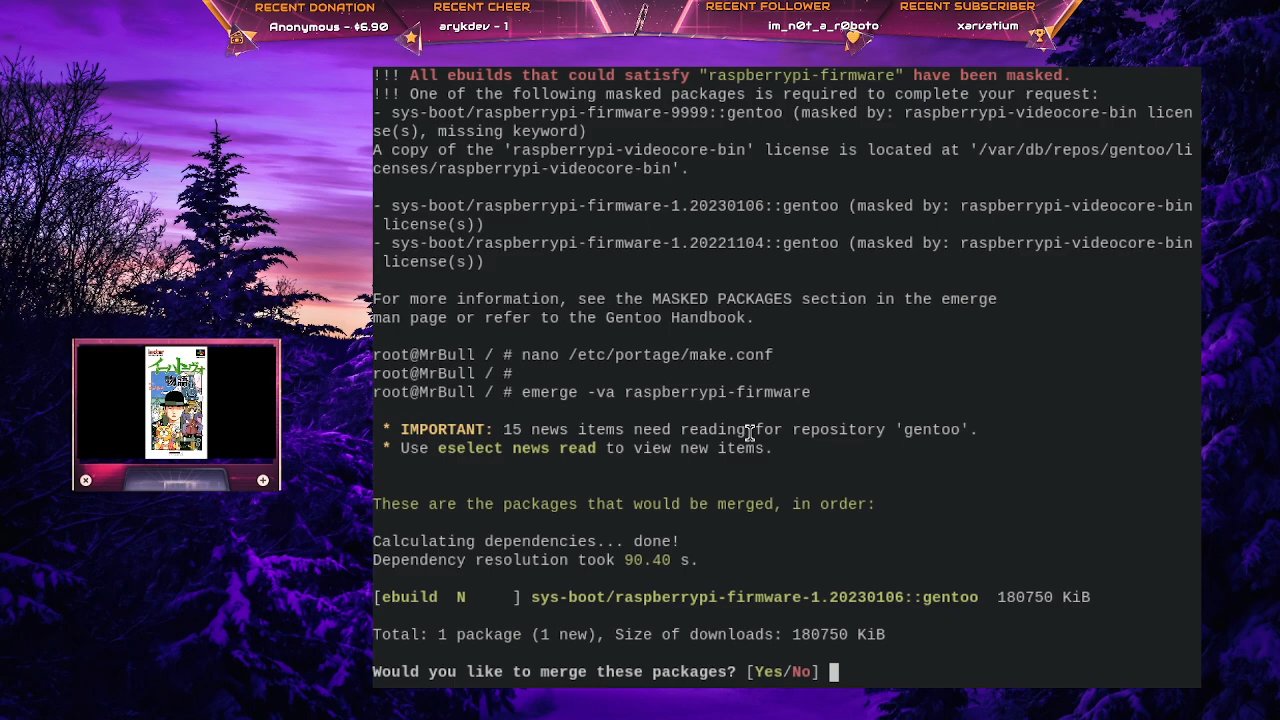 RECENT DONATION
Anonymous - $6.90
RECENT CHEER
arykdev - 1
RECENT FOLLOWER
im_n0t_a_r0boto
RECENT SUBSCRIBER
xarvatium
!!! All ebuilds that could satisfy "raspberrypi-firmware" have been masked.
!!! One of the following masked packages is required to complete your request:
- sys-boot/raspberrypi-firmware-9999::gentoo (masked by: raspberrypi-videocore-bin licen
se(s), missing keyword)
A copy of the 'raspberrypi-videocore-bin' license is located at '/var/db/repos/gentoo/li
censes/raspberrypi-videocore-bin'.
- sys-boot/raspberrypi-firmware-1.20230106::gentoo (masked by: raspberrypi-videocore-bin
license(s))
- sys-boot/raspberrypi-firmware-1.20221104::gentoo (masked by: raspberrypi-videocore-bin
license(s))
For more information, see the MASKED PACKAGES section in the emerge
man page or refer to the Gentoo Handbook.
root@MrBull / # nano /etc/portage/make.conf
root@MrBull / #
root@MrBull / # emerge -va raspberrypi-firmware
* IMPORTANT: 15 news items need reading for repository 'gentoo'.
* Use eselect news read to view new items.
These are the packages that would be merged, in order:
Calculating dependencies... done!
Dependency resolution took 90.40 s.
[ebuild  N     ] sys-boot/raspberrypi-firmware-1.20230106::gentoo  180750 KiB
Total: 1 package (1 new), Size of downloads: 180750 KiB
Would you like to merge these packages? [Yes/No]
イーハトーヴォ
物語